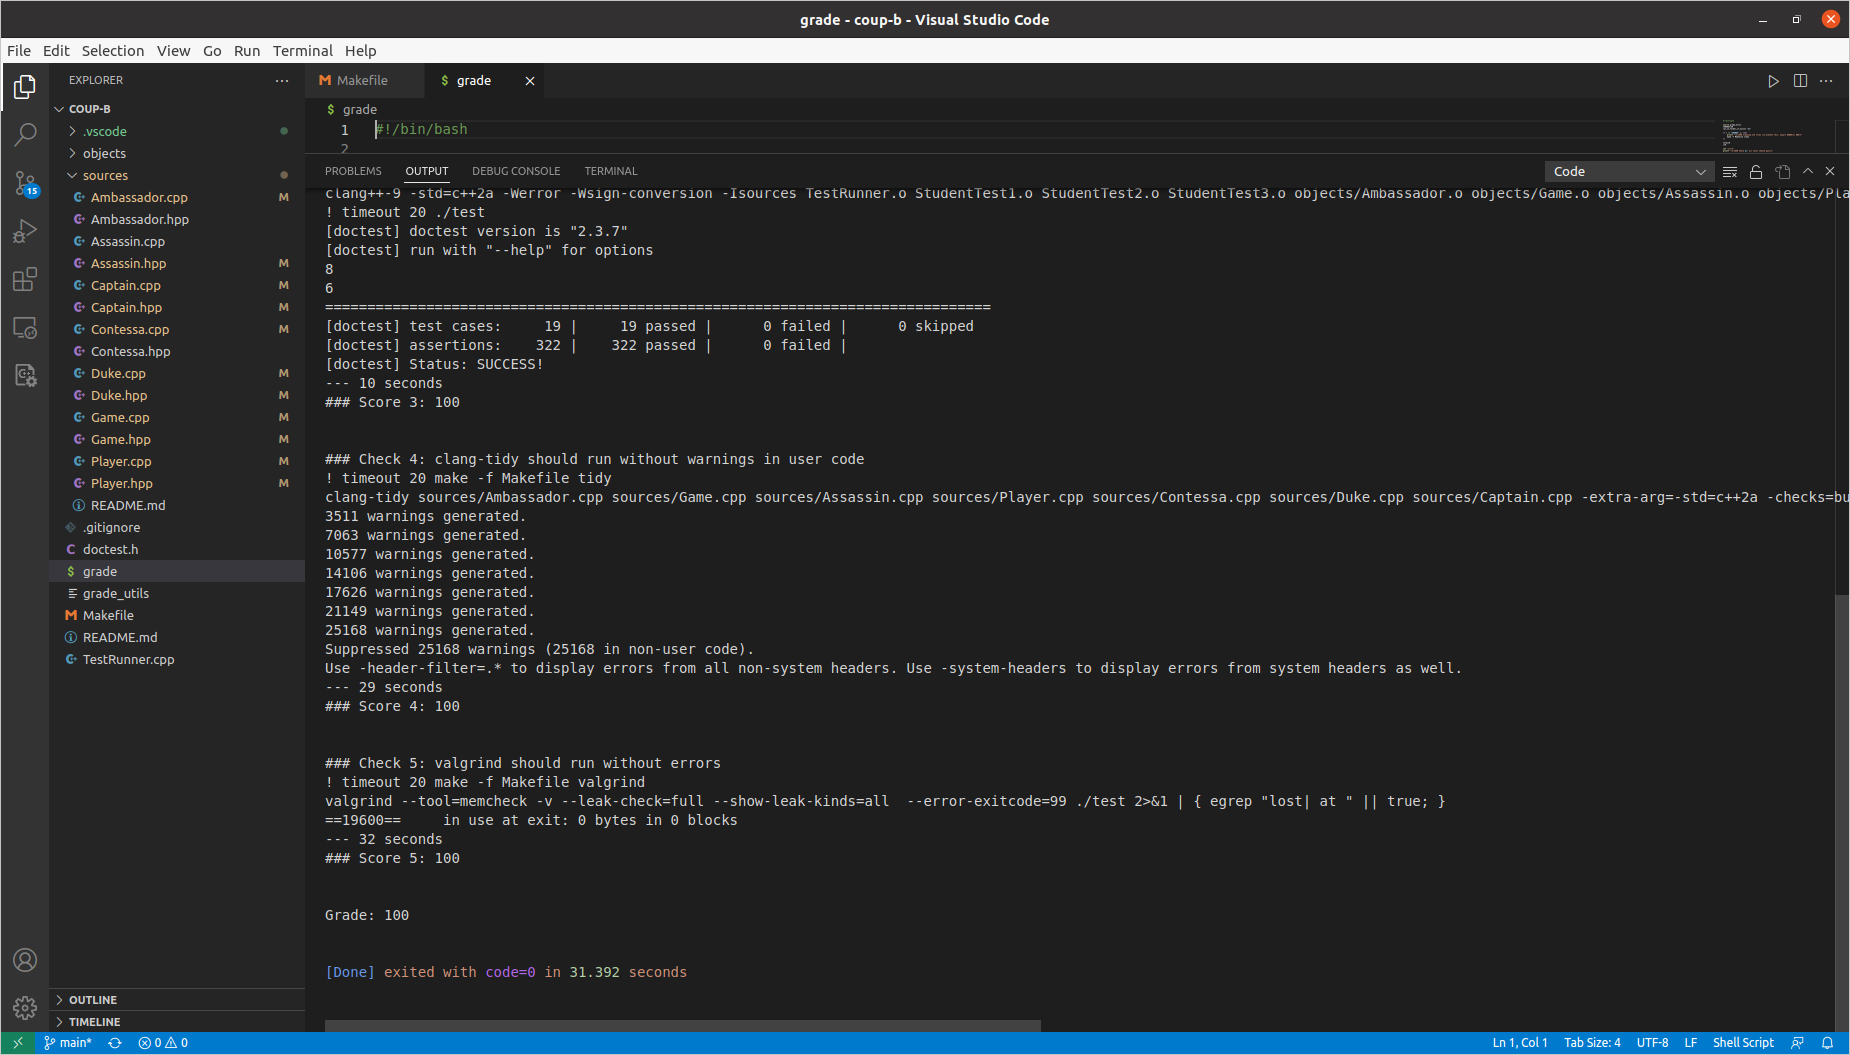 grade - coup-b - Visual Studio Code
File Edit Selection View Go Run Terminal Help
EXPLORER
COUP-B
.vscode
objects
sources
Ambassador.cpp M
Ambassador.hpp
Assassin.cpp
Assassin.hpp M
Captain.cpp M
Captain.hpp M
Contessa.cpp M
Contessa.hpp
Duke.cpp M
Duke.hpp M
Game.cpp M
Game.hpp M
Player.cpp M
Player.hpp M
README.md
.gitignore
doctest.h
grade
grade_utils
Makefile
README.md
TestRunner.cpp
OUTLINE
TIMELINE
15
Makefile
grade
$ grade
1 #!/bin/bash
2
PROBLEMS OUTPUT DEBUG CONSOLE TERMINAL
Code
clang++-9 -std=c++2a -Werror -Wsign-conversion -Isources TestRunner.o StudentTest1.o StudentTest2.o StudentTest3.o objects/Ambassador.o objects/Game.o objects/Assassin.o objects/Pla
! timeout 20 ./test
[doctest] doctest version is "2.3.7"
[doctest] run with "--help" for options
8
6
===============================================================================
[doctest] test cases:     19 |     19 passed |      0 failed |      0 skipped
[doctest] assertions:    322 |    322 passed |      0 failed |
[doctest] Status: SUCCESS!
--- 10 seconds
### Score 3: 100
### Check 4: clang-tidy should run without warnings in user code
! timeout 20 make -f Makefile tidy
clang-tidy sources/Ambassador.cpp sources/Game.cpp sources/Assassin.cpp sources/Player.cpp sources/Contessa.cpp sources/Duke.cpp sources/Captain.cpp -extra-arg=-std=c++2a -checks=bu
3511 warnings generated.
7063 warnings generated.
10577 warnings generated.
14106 warnings generated.
17626 warnings generated.
21149 warnings generated.
25168 warnings generated.
Suppressed 25168 warnings (25168 in non-user code).
Use -header-filter=.* to display errors from all non-system headers. Use -system-headers to display errors from system headers as well.
--- 29 seconds
### Score 4: 100
### Check 5: valgrind should run without errors
! timeout 20 make -f Makefile valgrind
valgrind --tool=memcheck -v --leak-check=full --show-leak-kinds=all  --error-exitcode=99 ./test 2>&1 | { egrep "lost| at " || true; }
==19600==     in use at exit: 0 bytes in 0 blocks
--- 32 seconds
### Score 5: 100
Grade: 100
[Done] exited with code=0 in 31.392 seconds
main* 0 0 Ln 1, Col 1 Tab Size: 4 UTF-8 LF Shell Script